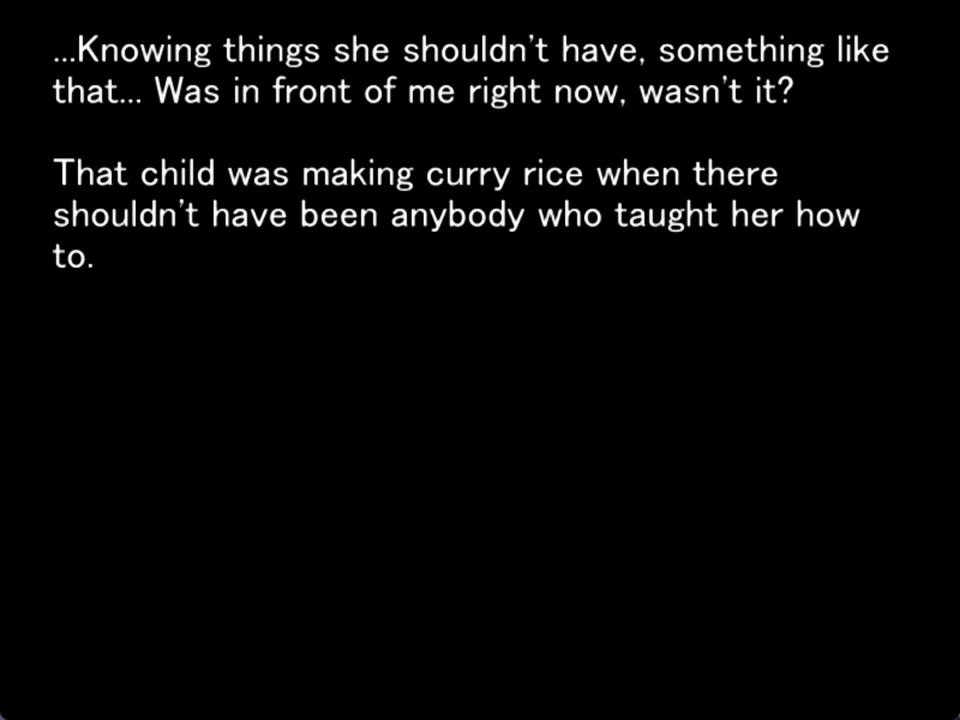 ...Knowing things she shouldn't have, something like
that... Was in front of me right now, wasn't it?
That child was making curry rice when there
shouldn't have been anybody who taught her how
to.